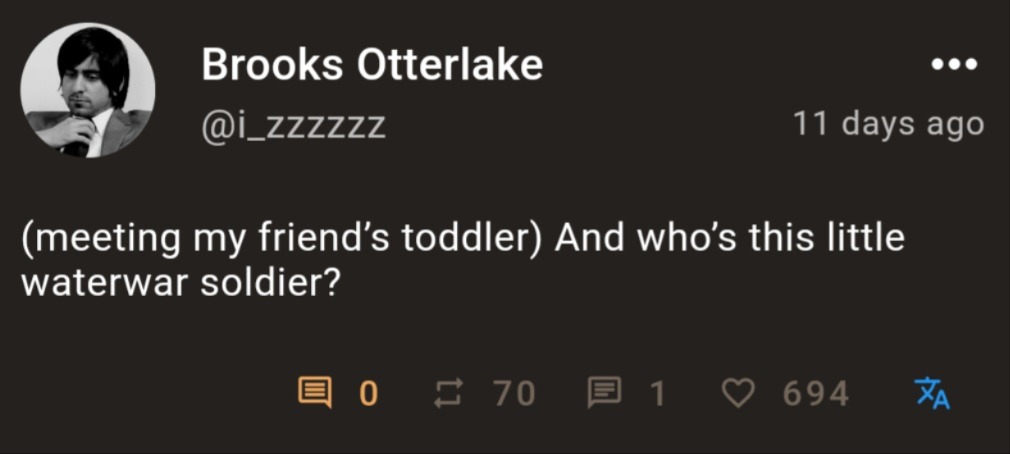 Brooks Otterlake
@i_zzzzzz
11 days ago
(meeting my friend’s toddler) And who’s this little
waterwar soldier?
0 70 1 694